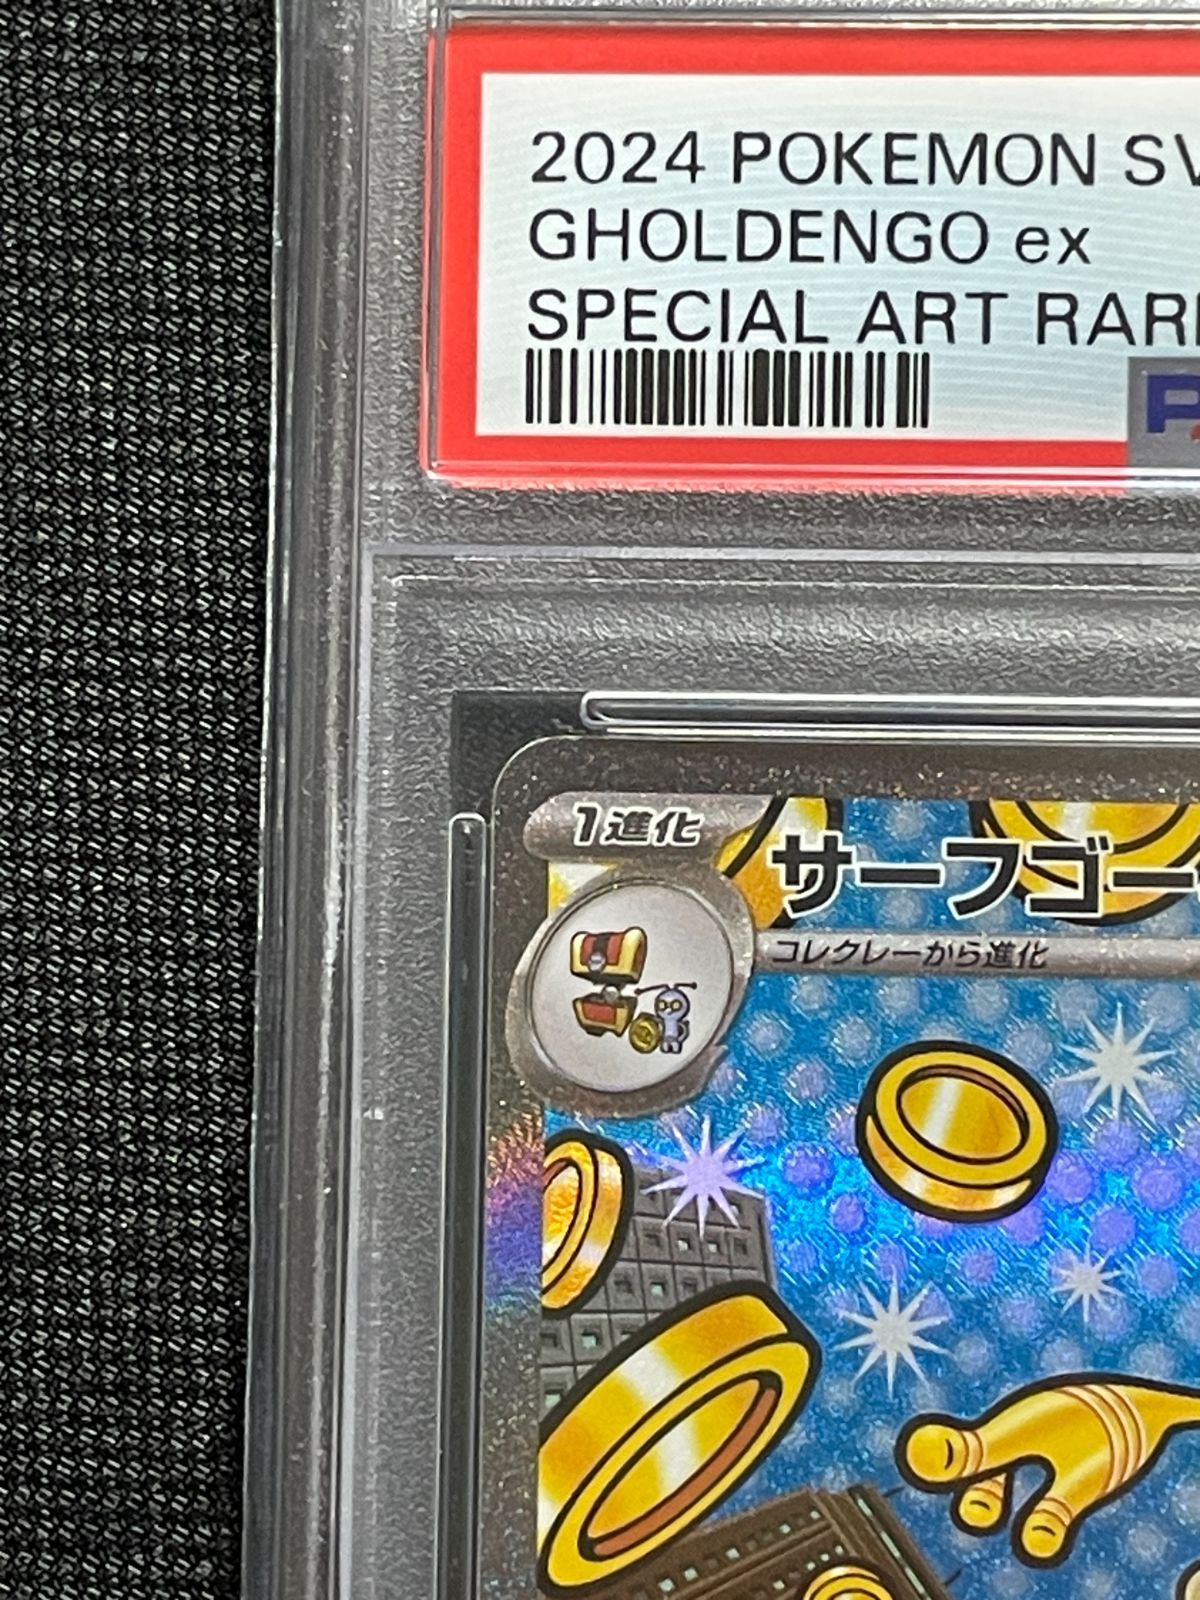 2024 POKEMON SV
GHOLDENGO ex
SPECIAL ART RAR
1進化
サーフゴー
コレクレーから進化